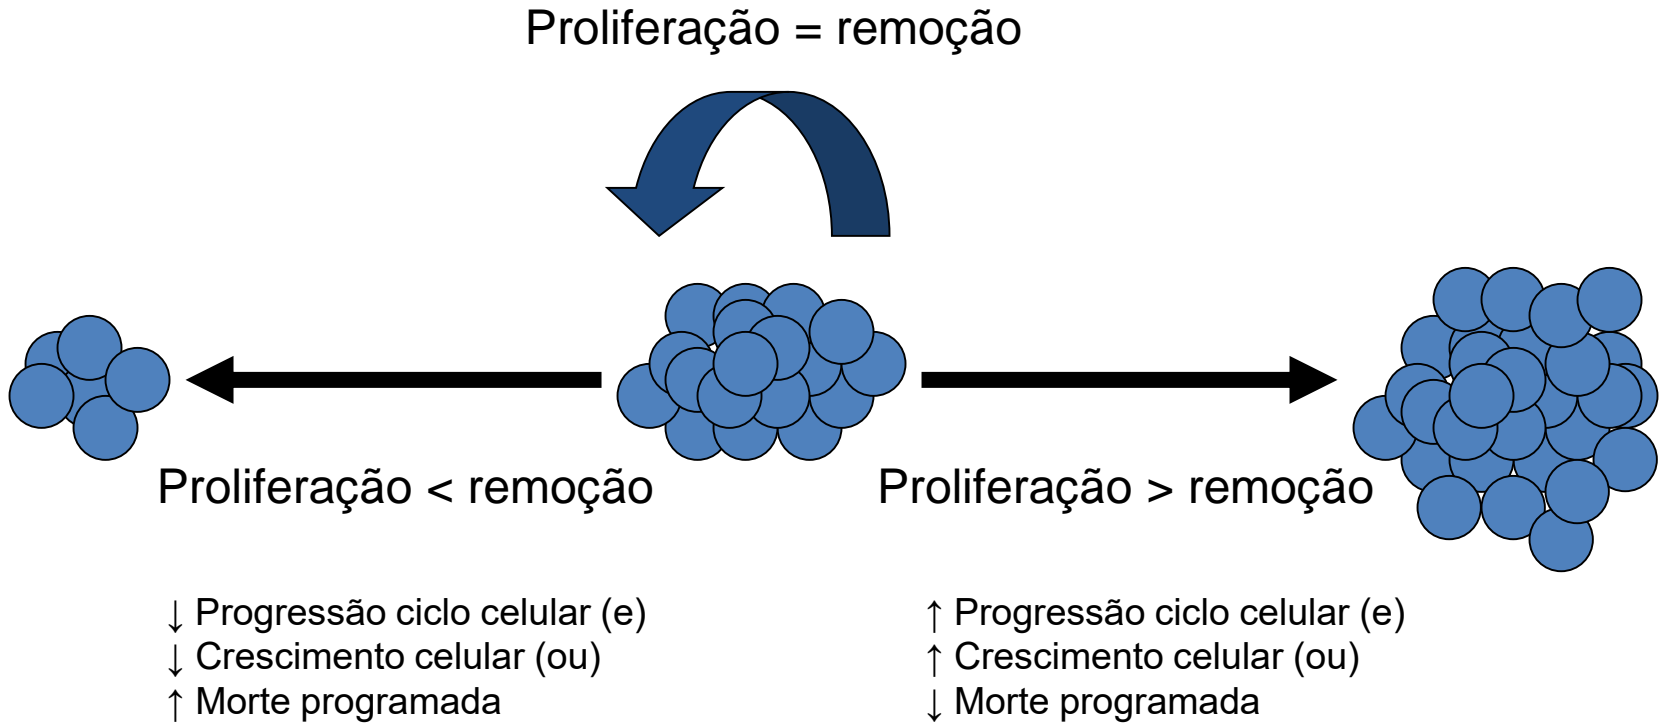 Proliferação = remoção
Proliferação < remoção
Proliferação > remoção
↓ Progressão ciclo celular (e)
↓ Crescimento celular (ou)
↑ Morte programada
↑ Progressão ciclo celular (e)
↑ Crescimento celular (ou)
↓ Morte programada